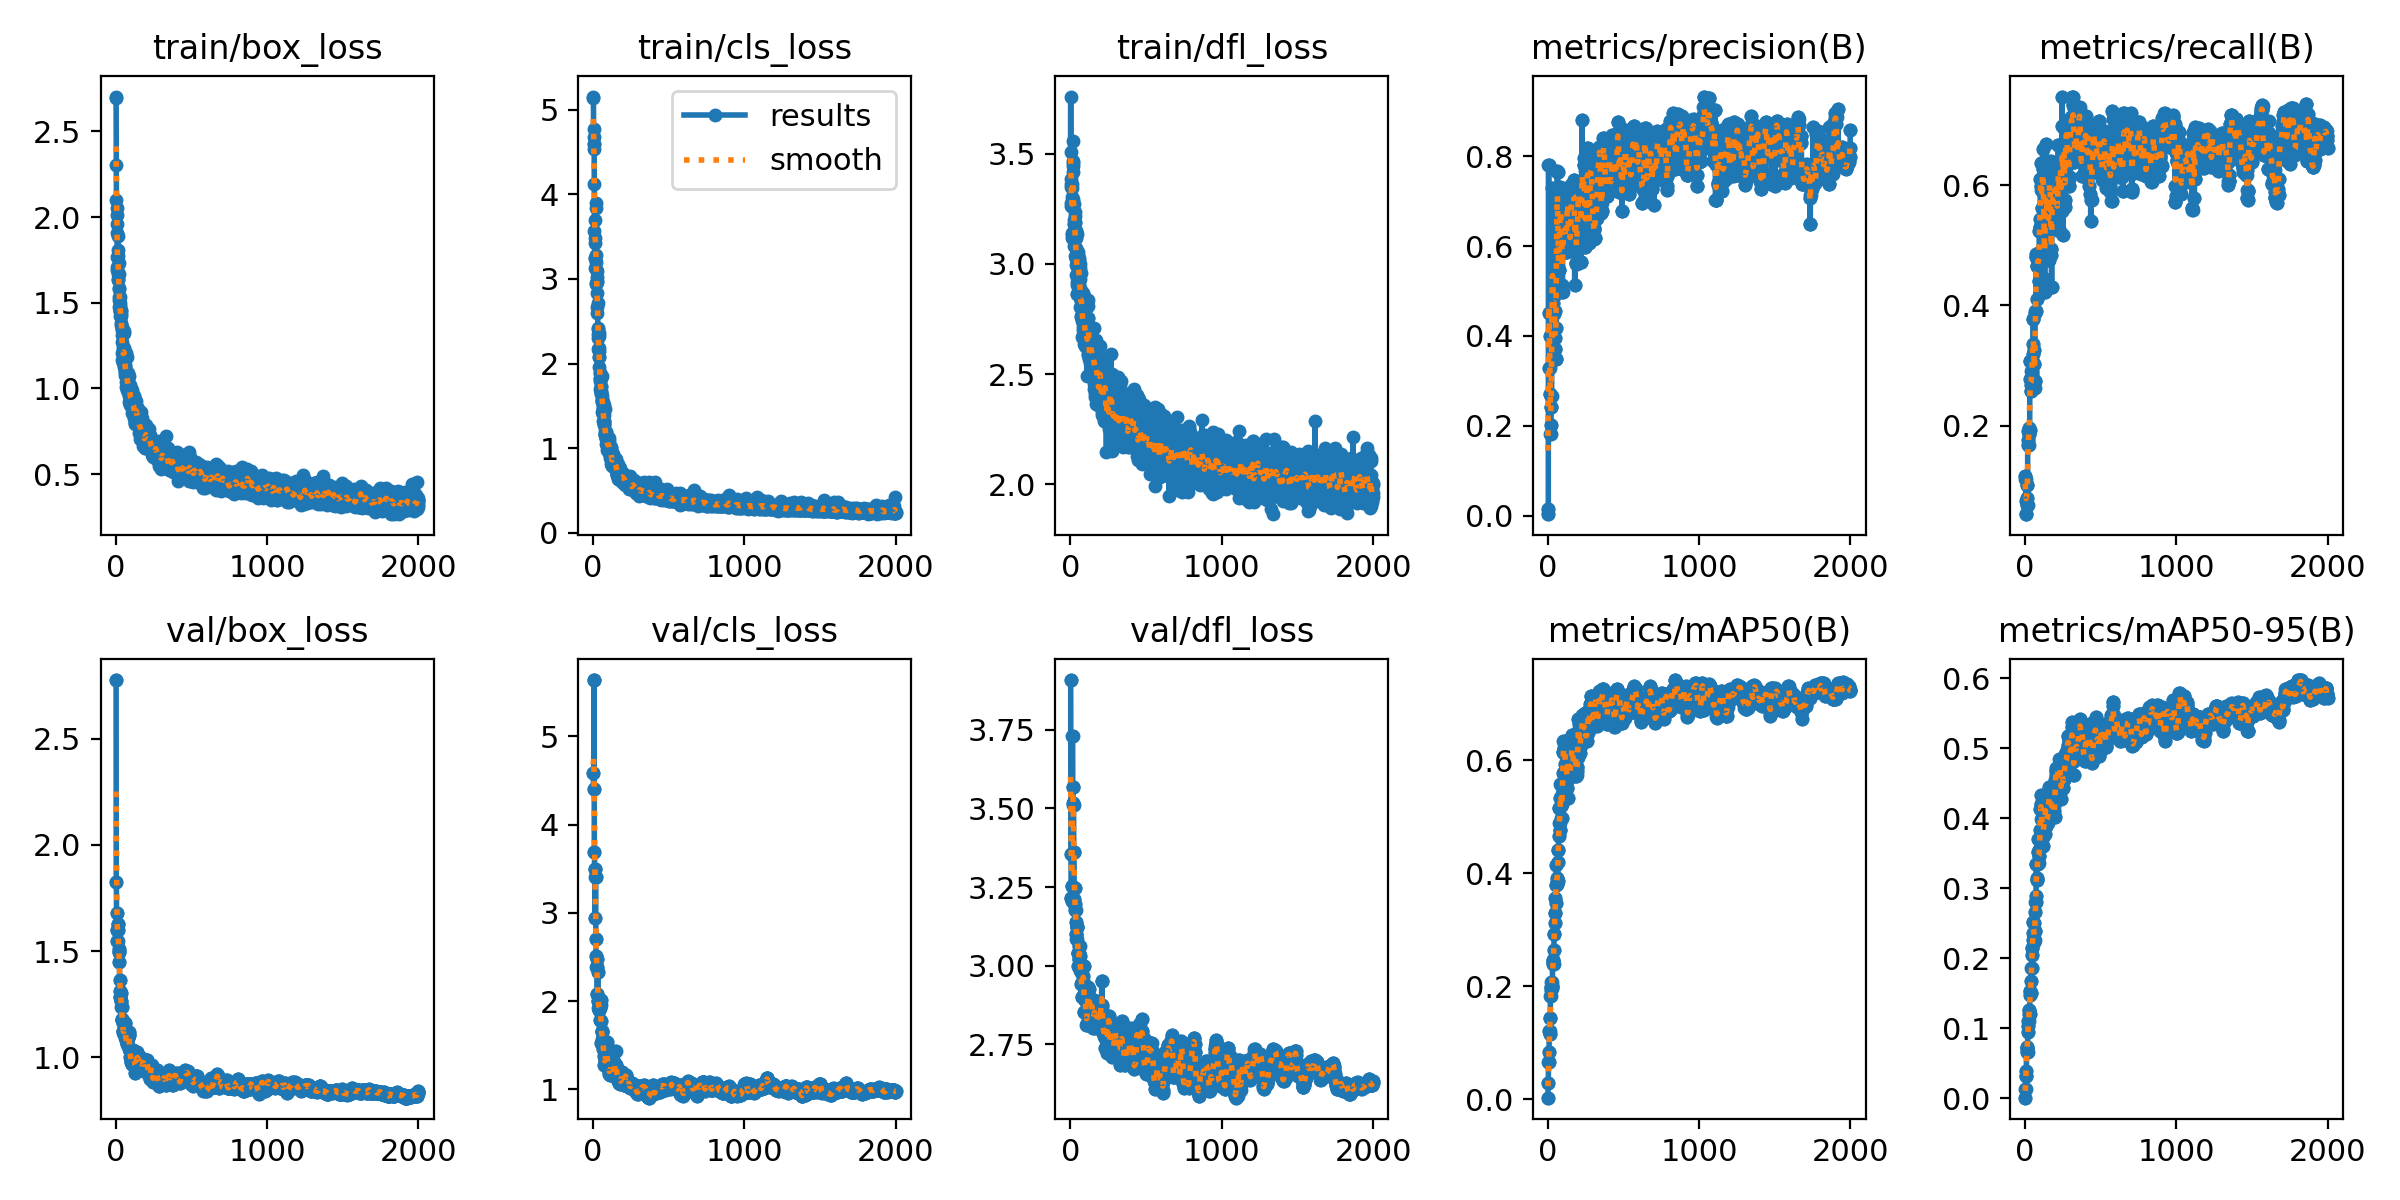 train/box_loss
2.5
2.0
1.5
1.0
0.5
0 1000 2000
train/cls_loss
results
smooth
5
4
3
2
1
0
0 1000 2000
train/dfl_loss
3.5
3.0
2.5
2.0
0 1000 2000
metrics/precision(B)
0.8
0.6
0.4
0.2
0.0
0 1000 2000
metrics/recall(B)
0.6
0.4
0.2
0 1000 2000
val/box_loss
2.5
2.0
1.5
1.0
0 1000 2000
val/cls_loss
5
4
3
2
1
0 1000 2000
val/dfl_loss
3.75
3.50
3.25
3.00
2.75
0 1000 2000
metrics/mAP50(B)
0.6
0.4
0.2
0.0
0 1000 2000
metrics/mAP50-95(B)
0.6
0.5
0.4
0.3
0.2
0.1
0.0
0 1000 2000